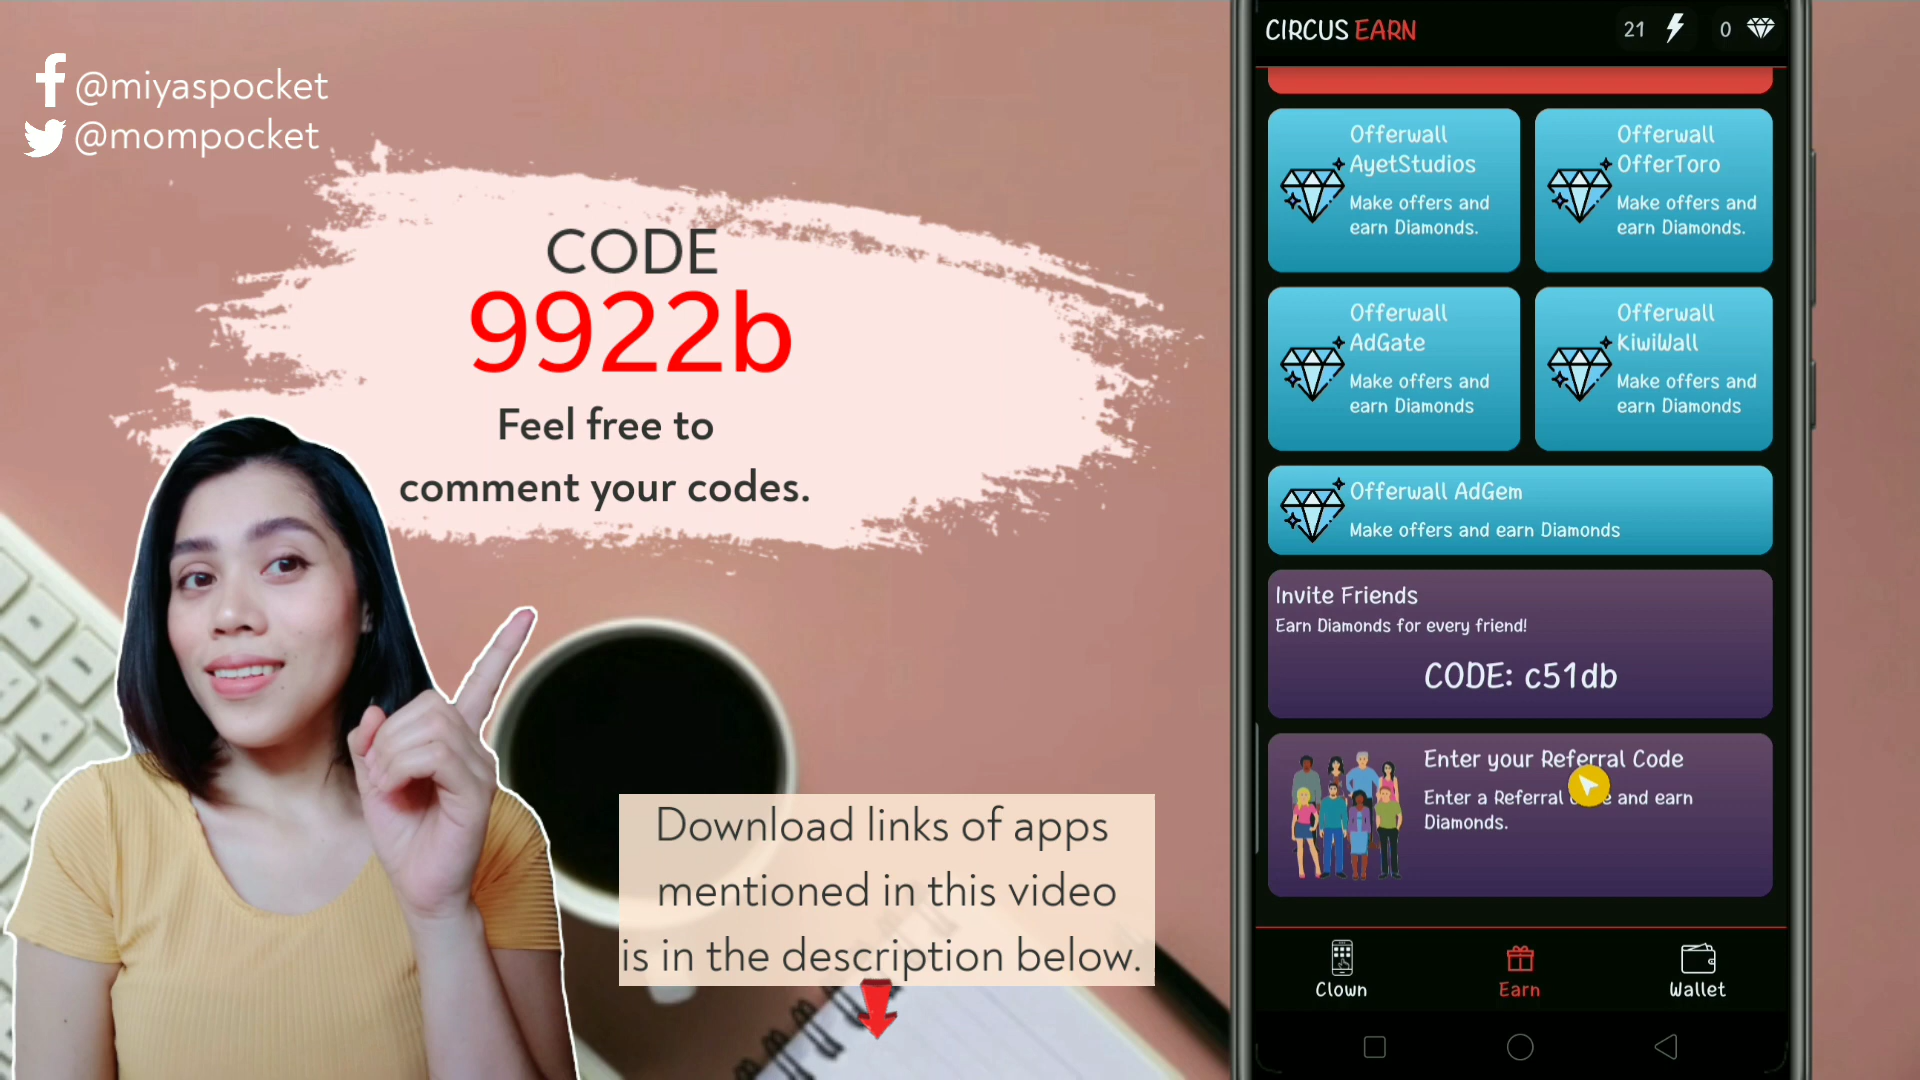 @miyaspocket
@mompocket
CODE
9922b
Feel free to
comment your codes.
Download links of apps
mentioned in this video
is in the description below.
CIRCUS EARN
21
0
Offerwall
AyetStudios
Make offers and
earn Diamonds.
Offerwall
OfferToro
Make offers and
earn Diamonds.
Offerwall
AdGate
Make offers and
earn Diamonds
Offerwall
KiwiWall
Make offers and
earn Diamonds
Offerwall AdGem
Make offers and earn Diamonds
Invite Friends
Earn Diamonds for every friend!
CODE: c51db
Enter your Referral Code
Enter a Referral and earn
Diamonds.
Clown
Earn
Wallet